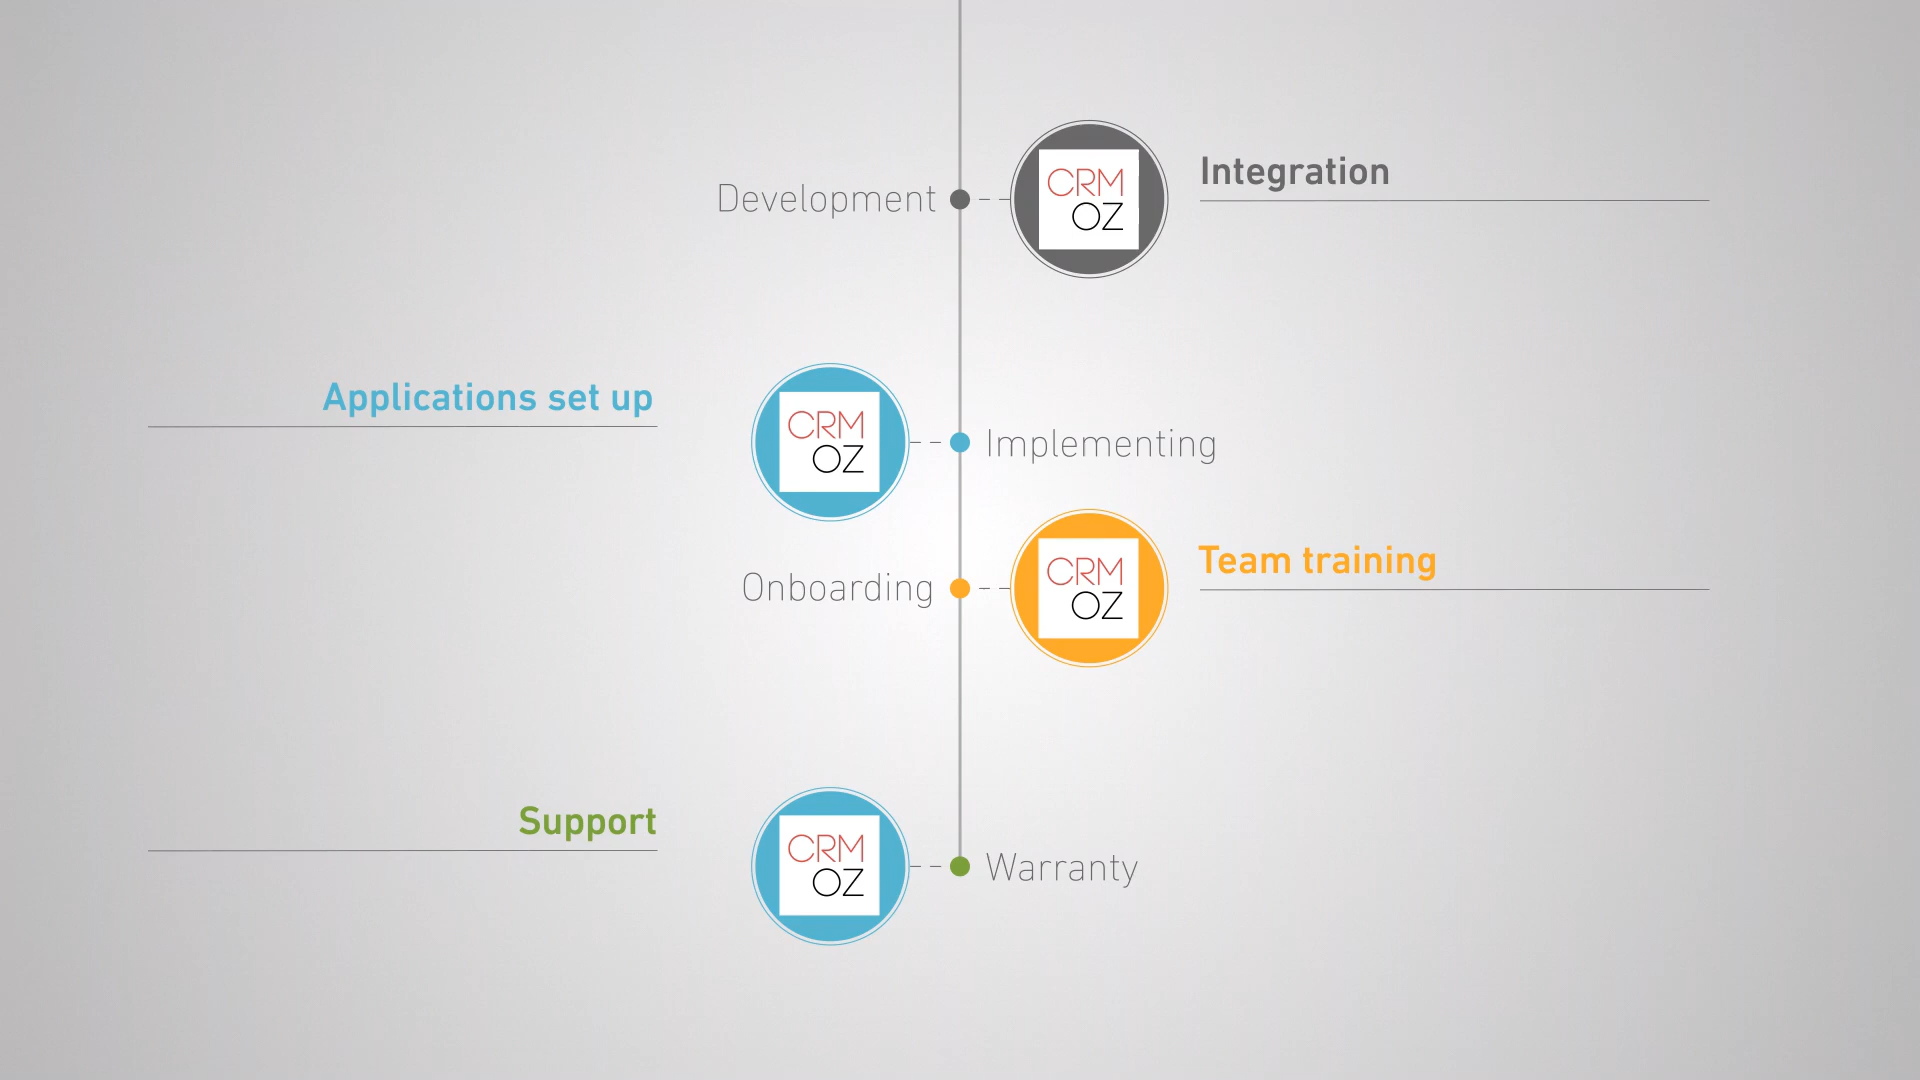 Development
CRM
OZ
Integration
Applications set up
CRM
OZ
Implementing
Onboarding
CRM
OZ
Team training
Support
CRM
OZ
Warranty